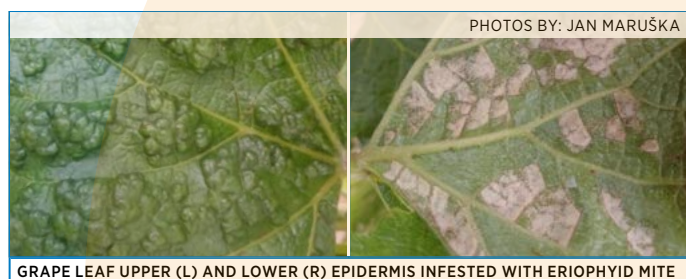 PHOTOS BY: JAN MARUŠKA
GRAPE LEAF UPPER (L) AND LOWER (R) EPIDERMIS INFESTED WITH ERIOPHYID MITE